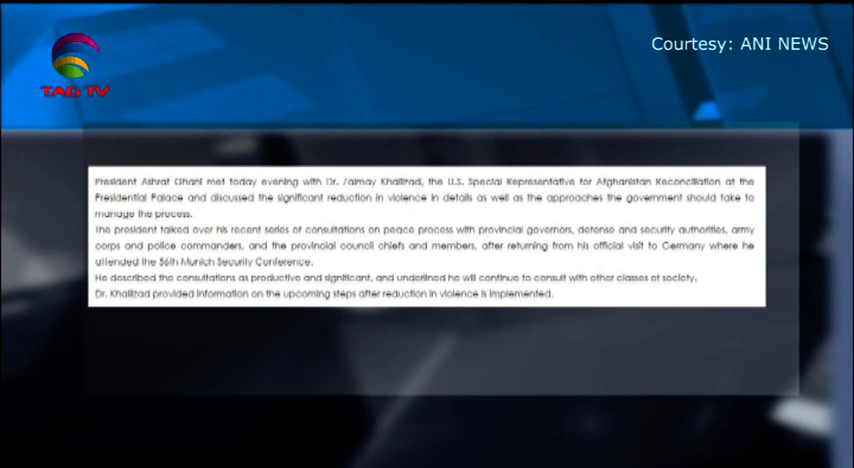 Courtesy: ANI NEWS
TAG TV
President Ashraf Ghani met today evening with Dr. Zalmay Khalilzad, the U.S. Special Representative for Afghanistan Reconciliation at the
Presidential Palace and discussed the significant reduction in violence in details as well as the approaches the government should take to
manage the process.
The president talked over his recent series of consultations on peace process with provincial governors, defense and security authorities, army
corps and police commanders, and the provincial council chiefs and members, after returning from his official visit to Germany where he
attended the 56th Munich Security Conference.
He described the consultations as productive and significant, and underlined he will continue to consult with other classes of society.
Dr. Khalilzad provided information on the upcoming steps after reduction in violence is implemented.